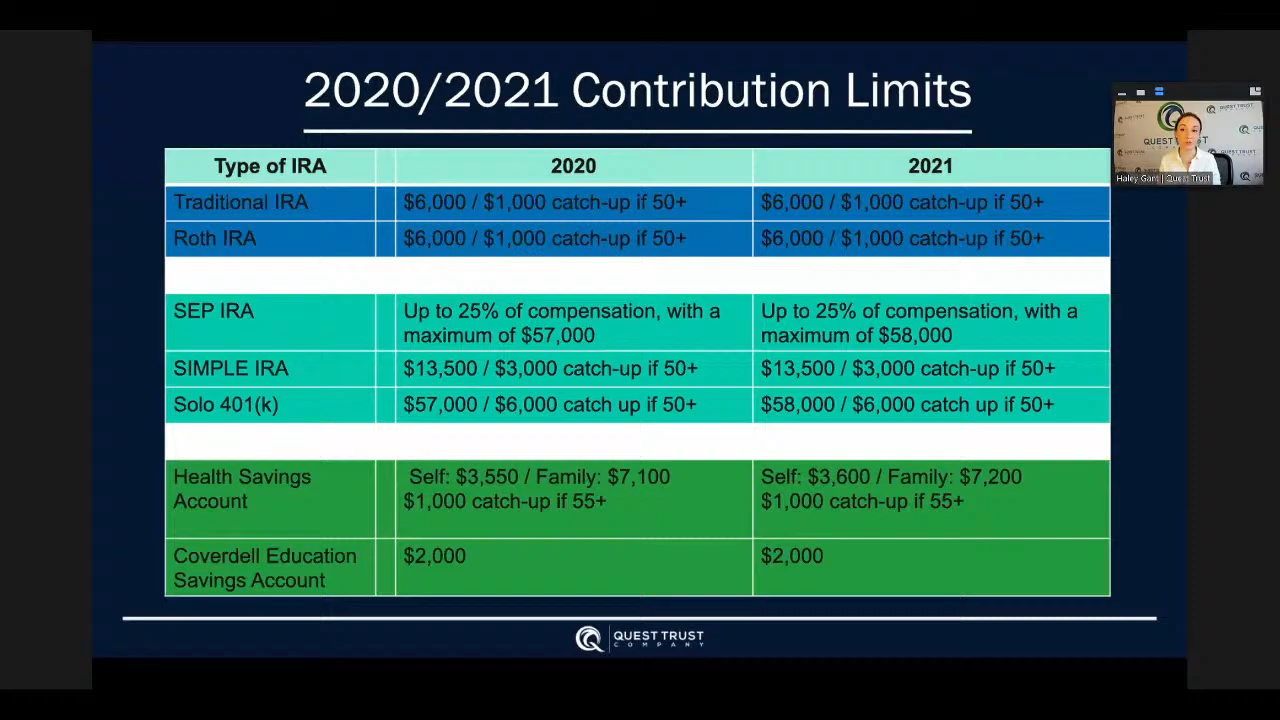 2020/2021 Contribution Limits
Type of IRA 2020 2021
Traditional IRA $6,000 / $1,000 catch-up if 50+ $6,000 / $1,000 catch-up if 50+
Roth IRA $6,000 / $1,000 catch-up if 50+ $6,000 / $1,000 catch-up if 50+
SEP IRA Up to 25% of compensation, with a Up to 25% of compensation, with a
maximum of $57,000 maximum of $58,000
SIMPLE IRA $13,500 / $3,000 catch-up if 50+ $13,500 / $3,000 catch-up if 50+
Solo 401(k) $57,000 / $6,000 catch up if 50+ $58,000 / $6,000 catch up if 50+
Health Savings Self: $3,550 / Family: $7,100 Self: $3,600 / Family: $7,200
Account $1,000 catch-up if 55+ $1,000 catch-up if 55+
Coverdell Education $2,000 $2,000
Savings Account
QUEST TRUST
COMPANY
Haley Gant | Quest Trust